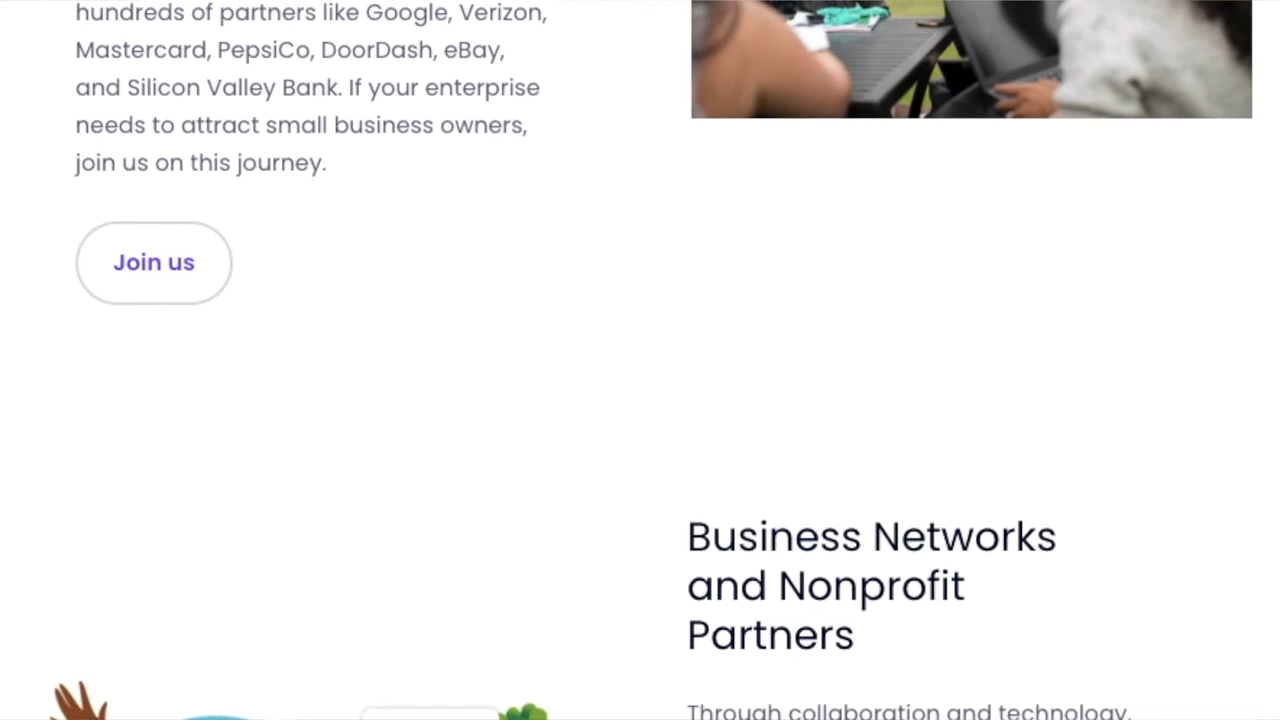 hundreds of partners like Google, Verizon,
Mastercard, PepsiCo, DoorDash, eBay,
and Silicon Valley Bank. If your enterprise
needs to attract small business owners,
join us on this journey.
Join us
Business Networks
and Nonprofit
Partners
Through collaboration and technology,